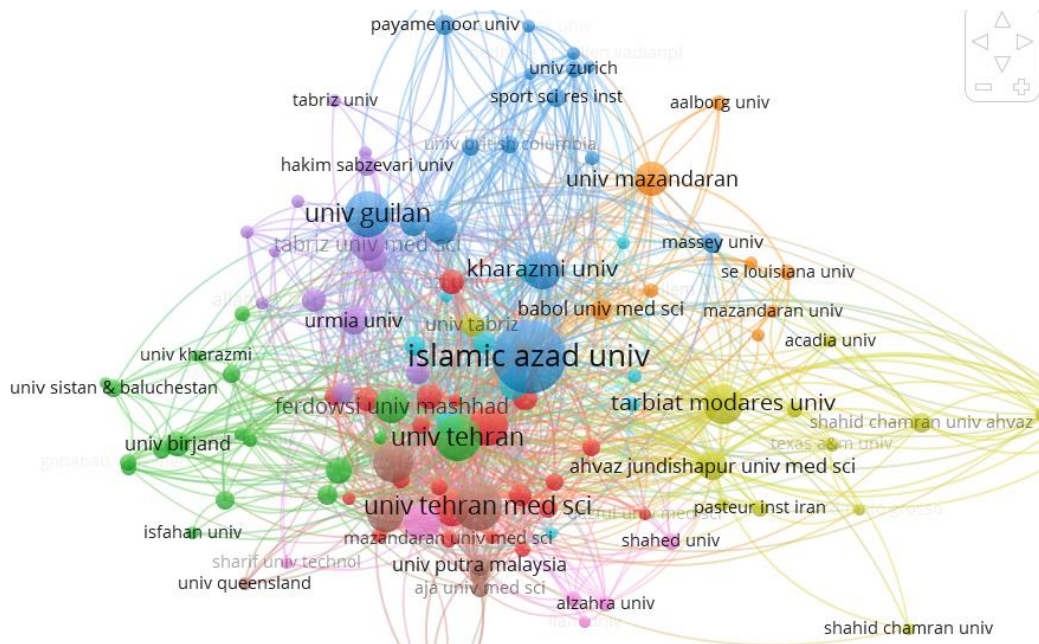 payame noor univ
univ zurich
sport sci res inst
tabriz univ
aalborg univ
univ british columbia
hakim sabzevari univ
univ mazandaran
univ guilan
tabriz univ med sci
massey univ
kharazmi univ
se louisiana univ
babol univ med sci
mazandaran univ
urmia univ
univ tabriz
acadia univ
univ kharazmi
islamic azad univ
univ sistan & baluchestan
ferdowsi univ mashhad
tarbiat modares univ
shahid chamran univ ahvaz
univ birjand
univ tehran
texas a&m univ
ahvaz jundishapur univ med sci
univ tehran med sci
pasteur inst iran
isfahan univ
mazandaran univ med sci
shahed univ
sharif univ technol
univ putra malaysia
univ queensland
aja univ med sci
alzahra univ
shahid chamran univ